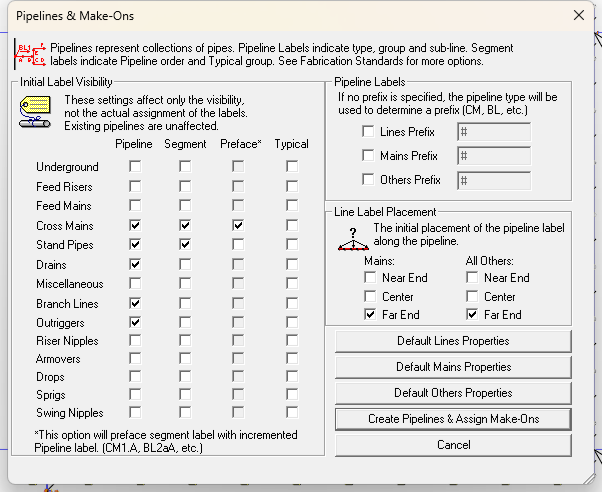 Pipelines & Make-Ons
Pipelines represent collections of pipes. Pipeline Labels indicate type, group and sub-line. Segment
labels indicate Pipeline order and Typical group. See Fabrication Standards for more options.
Initial Label Visibility
These settings affect only the visibility,
not the actual assignment of the labels.
Existing pipelines are unaffected.
Pipeline Segment Preface* Typical
Underground
Feed Risers
Feed Mains
Cross Mains
Stand Pipes
Drains
Miscellaneous
Branch Lines
Outriggers
Riser Nipples
Armovers
Drops
Sprigs
Swing Nipples
*This option will preface segment label with incremented
Pipeline label. (CM1.A, BL2aA, etc.)
Pipeline Labels
If no prefix is specified, the pipeline type will be
used to determine a prefix (CM, BL, etc.)
Lines Prefix #
Mains Prefix #
Others Prefix #
Line Label Placement
?
The initial placement of the pipeline label
along the pipeline.
Mains: All Others:
Near End Near End
Center Center
Far End Far End
Default Lines Properties
Default Mains Properties
Default Others Properties
Create Pipelines & Assign Make-Ons
Cancel